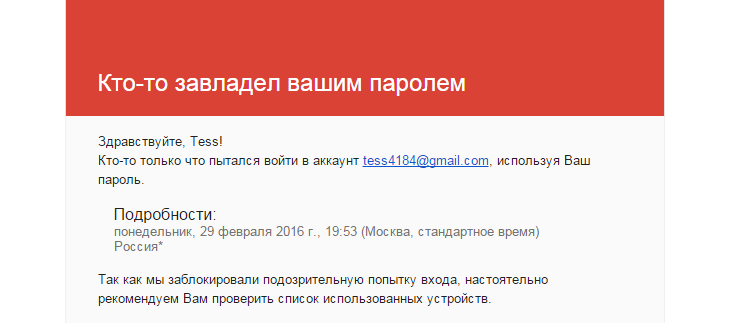 Кто-то завладел вашим паролем
Здравствуйте, Tess!
Кто-то только что пытался войти в аккаунт tess4184@gmail.com, используя Ваш
пароль.
Подробности:
понедельник, 29 февраля 2016 г., 19:53 (Москва, стандартное время)
Россия*
Так как мы заблокировали подозрительную попытку входа, настоятельно
рекомендуем Вам проверить список использованных устройств.